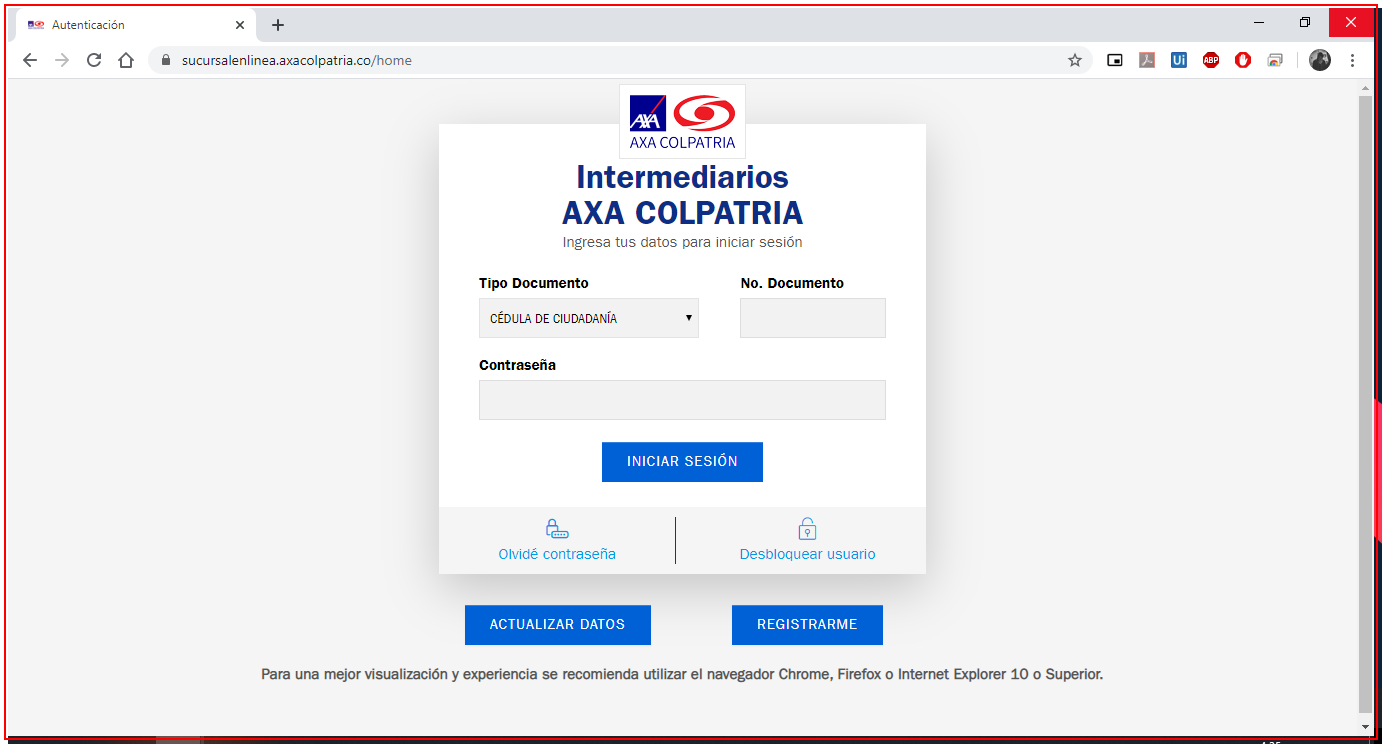 Autenticación
sucursalenlinea.axacolpatria.co/home
Ui
ABP
AXA
AXA COLPATRIA
Intermediarios
AXA COLPATRIA
Ingresa tus datos para iniciar sesión
Tipo Documento No. Documento
CÉDULA DE CIUDADANÍA
Contraseña
INICIAR SESIÓN
Olvidé contraseña Desbloquear usuario
ACTUALIZAR DATOS REGISTRARME
Para una mejor visualización y experiencia se recomienda utilizar el navegador Chrome, Firefox o Internet Explorer 10 o Superior.